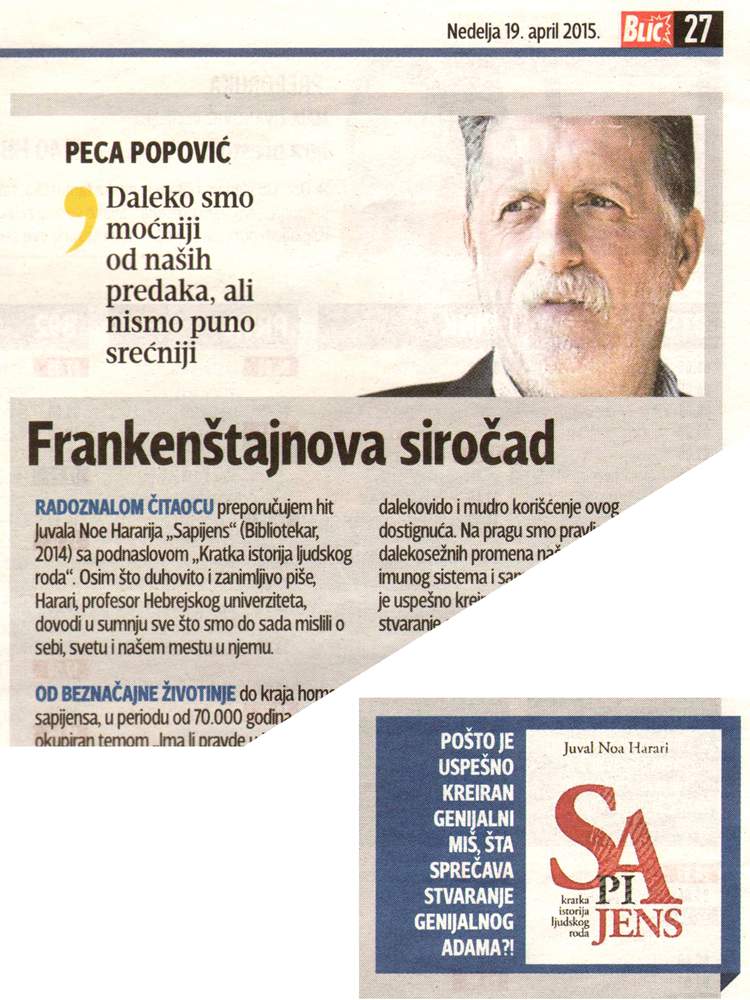 Nedelja 19. april 2015. Blic 27
PECA POPOVIĆ
Daleko smo
moćniji
od naših
predaka, ali
nismo puno
srećniji
Frankenštajnova siročad
RADOZNALOM ČITAOCU preporučujem hit
Juvala Noe Hararija „Sapijens“ (Bibliotekar,
2014) sa podnaslovom „Kratka istorija ljudskog
roda“. Osim što duhovito i zanimljivo piše,
Harari, profesor Hebrejskog univerziteta,
dovodi u sumnju sve što smo do sada mislili o
sebi, svetu i našem mestu u njemu.
OD BEZNAČAJNE ŽIVOTINJE do kraja homo
sapijensa, u periodu od 70.000 godina
okupiran temom „Ima li pravde u
dalekovido i mudro korišćenje ovog
dostignuća. Na pragu smo
dalekosežnih promena
imunog sistema i
je uspešno
stvaranje
POŠTO JE
USPEŠNO
KREIRAN
GENIJALNI
MIŠ, ŠTA
SPREČAVA
STVARANJE
GENIJALNOG
ADAMA?!
Juval Noa Harari
SA
PI
JENS
kratka
istorija
ljudskog
roda